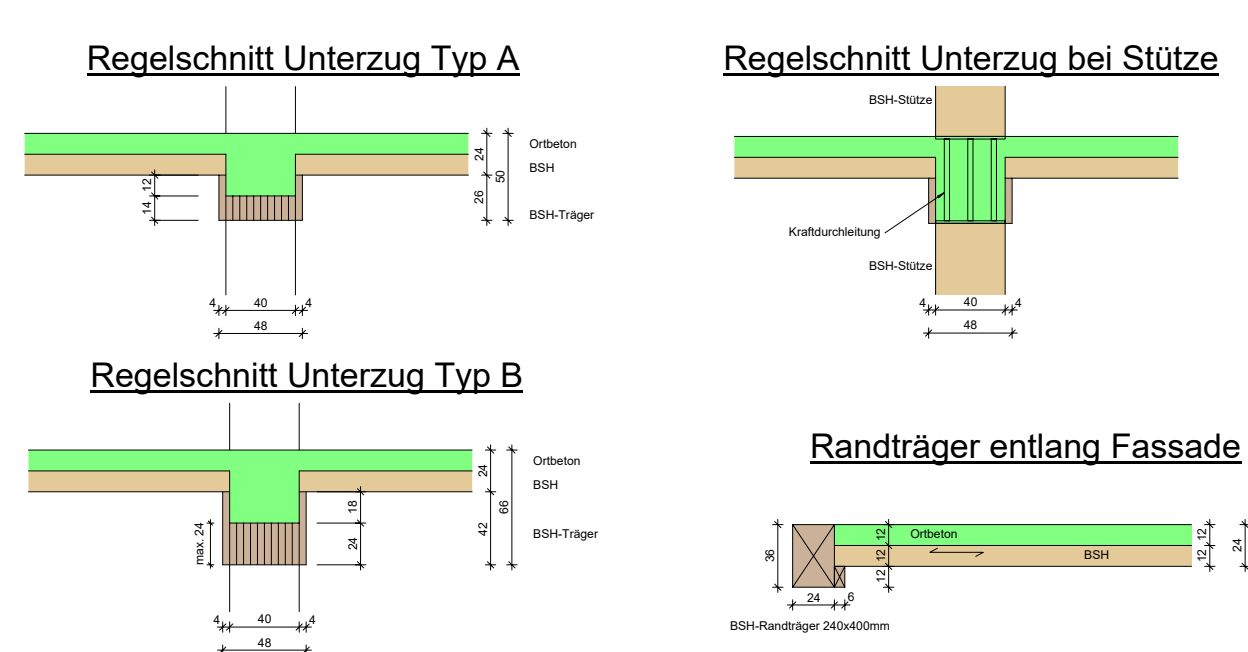 Regelschnitt Unterzug Typ A
12
14
24
26
50
Ortbeton
BSH
BSH-Träger
4
40
4
48
Regelschnitt Unterzug bei Stütze
BSH-Stütze
Kraftdurchleitung
BSH-Stütze
4
40
4
48
Regelschnitt Unterzug Typ B
max. 24
18
24
24
42
66
Ortbeton
BSH
BSH-Träger
4
40
4
48
Randträger entlang Fassade
36
12
12
12
Ortbeton
BSH
12
12
24
24
6
BSH-Randträger 240x400mm